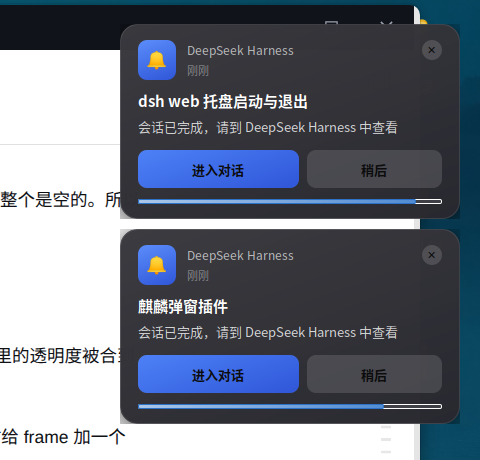 DeepSeek Harness
刚刚
dsh web 托盘启动与退出
会话已完成，请到 DeepSeek Harness 中查看
进入对话
稍后
整个是空的。所
DeepSeek Harness
刚刚
麒麟弹窗插件
会话已完成，请到 DeepSeek Harness 中查看
里的透明度被合
进入对话
稍后
给 frame 加一个